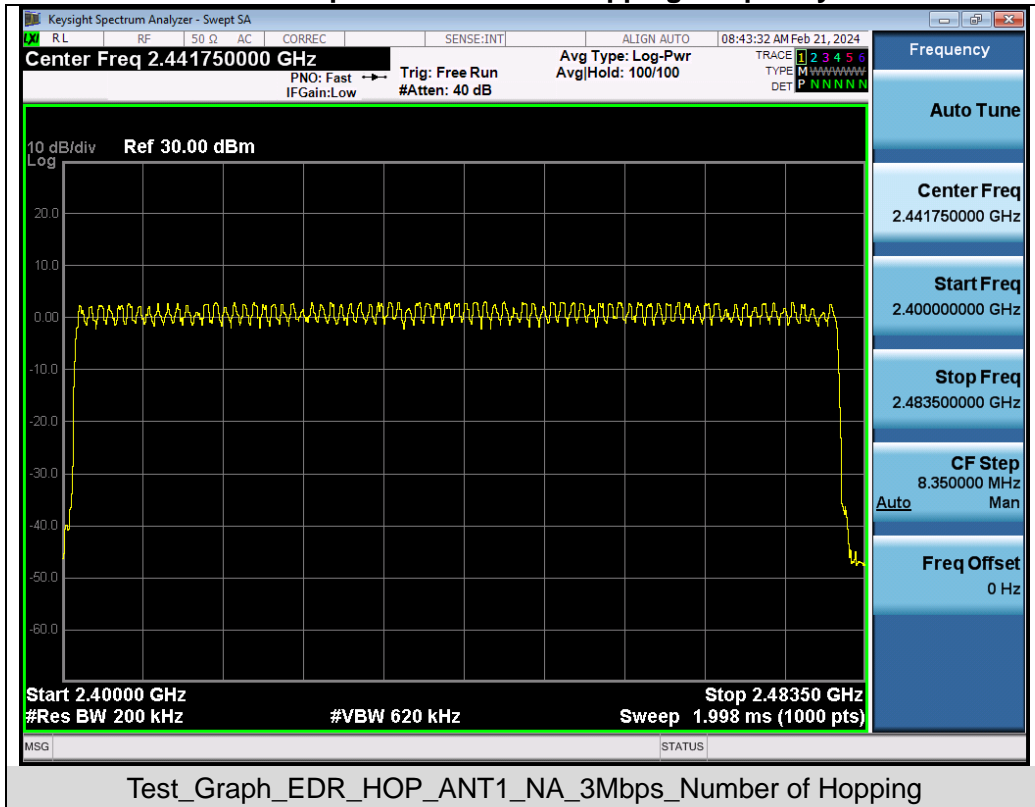 Keysight Spectrum Analyzer - Swept SA
LXI RL RF 50 Ω AC CORREC SENSE:INT ALIGN AUTO 08:43:32 AM Feb 21, 2024
Center Freq 2.441750000 GHz
PNO: Fast
IFGain:Low
Trig: Free Run
#Atten: 40 dB
Avg Type: Log-Pwr
Avg|Hold: 100/100
TRACE 1 2 3 4 5 6
TYPE M WWWWW
DET P N N N N N
10 dB/div Ref 30.00 dBm
Log
20.0
10.0
0.00
-10.0
-20.0
-30.0
-40.0
-50.0
-60.0
Start 2.40000 GHz Stop 2.48350 GHz
#Res BW 200 kHz #VBW 620 kHz Sweep 1.998 ms (1000 pts)
MSG STATUS
Frequency
Auto Tune
Center Freq
2.441750000 GHz
Start Freq
2.400000000 GHz
Stop Freq
2.483500000 GHz
CF Step
8.350000 MHz
Auto Man
Freq Offset
0 Hz
Test_Graph_EDR_HOP_ANT1_NA_3Mbps_Number of Hopping